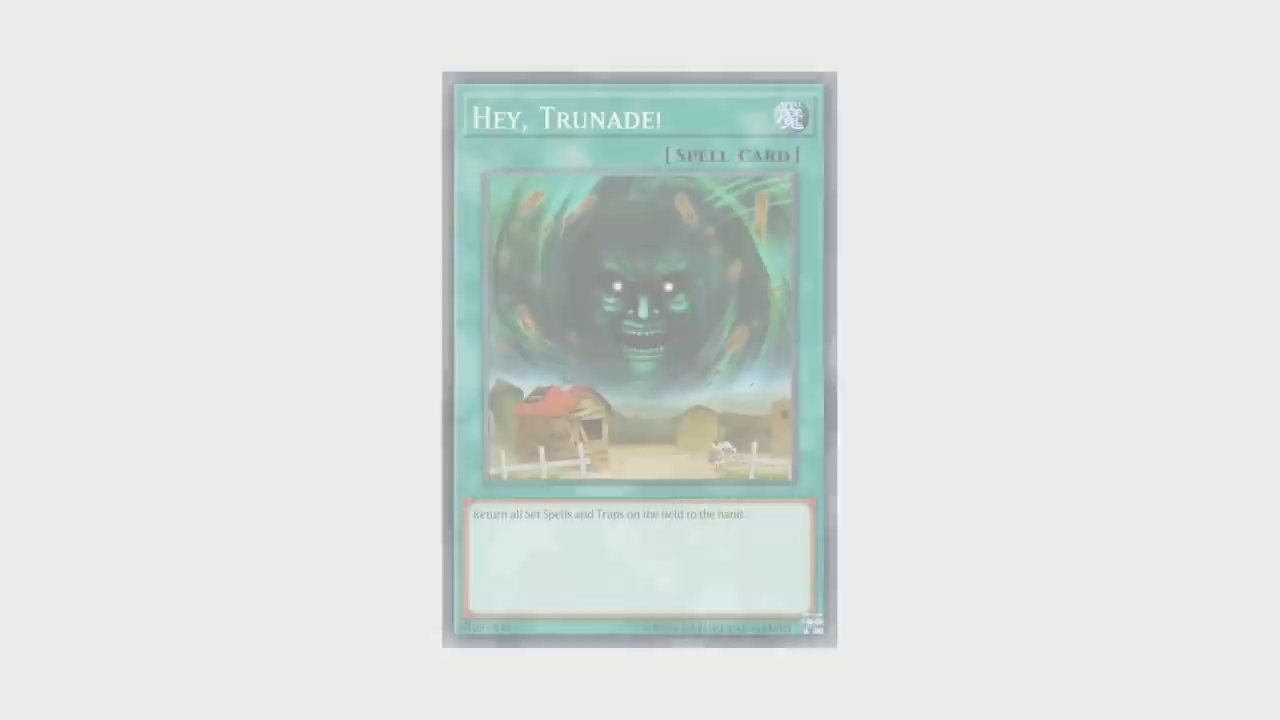 HEY, TRUNADE!
[SPELL CARD]
Return all Set Spells and Traps on the field to the hand.